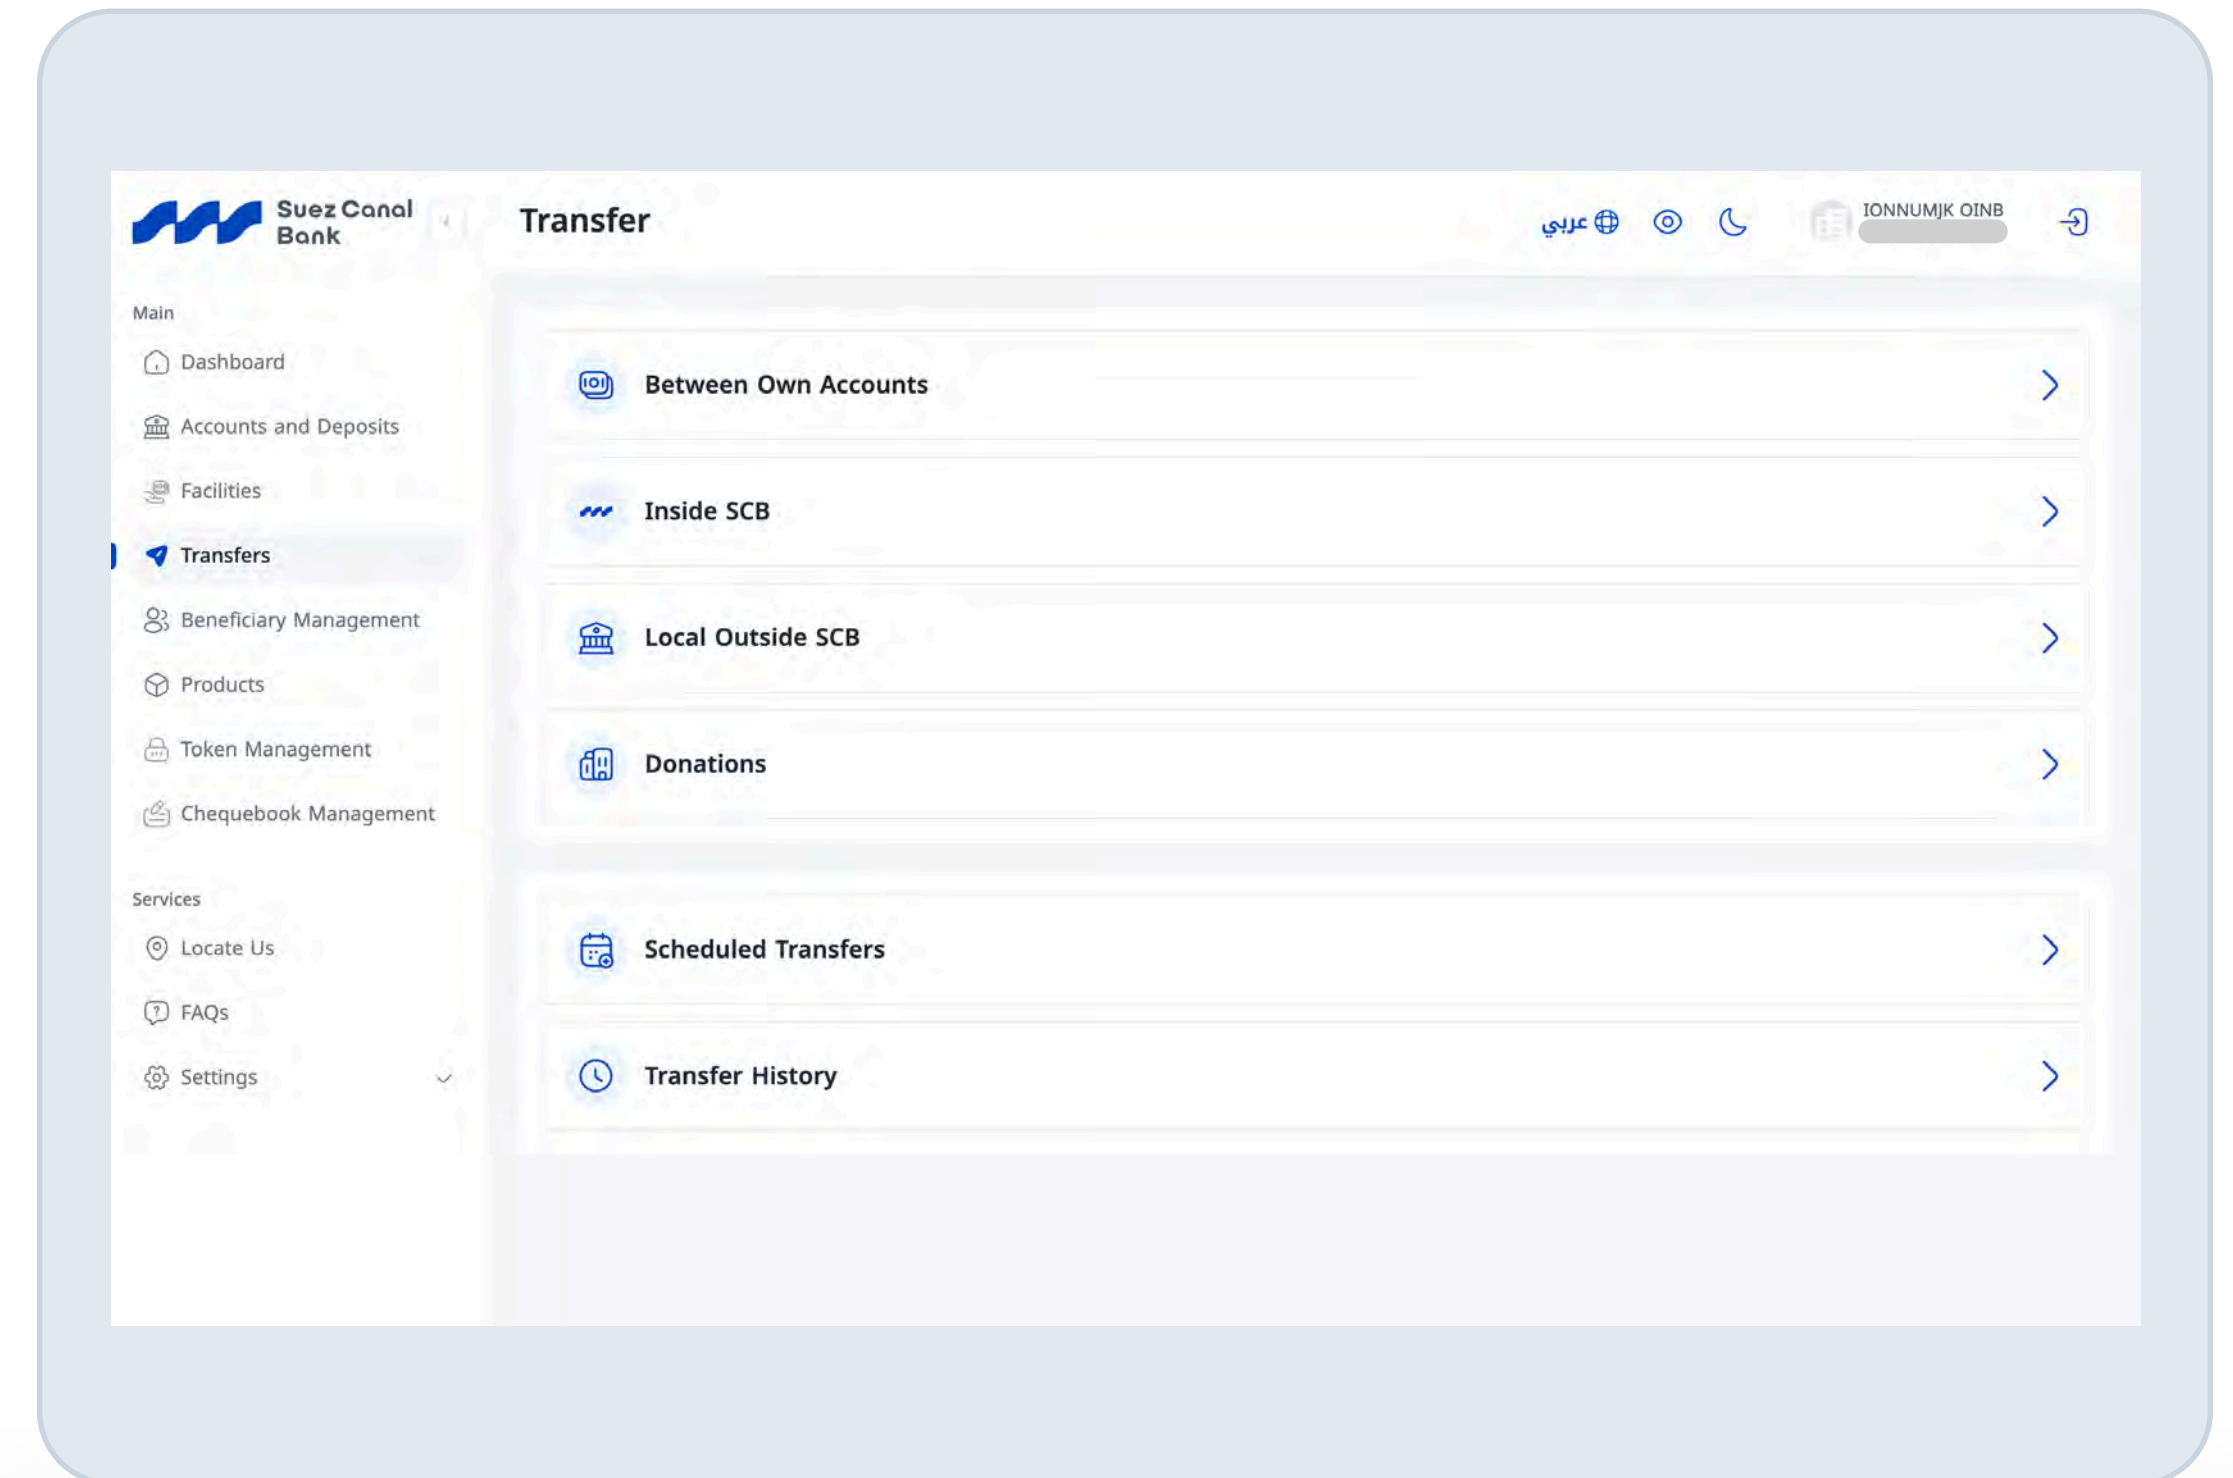 Suez Canal
Bank
Transfer
عربي
IONNUMJK OINB
Main
Dashboard
Accounts and Deposits
Facilities
Transfers
Beneficiary Management
Products
Token Management
Chequebook Management
Services
Locate Us
FAQs
Settings
Between Own Accounts
Inside SCB
Local Outside SCB
Donations
Scheduled Transfers
Transfer History